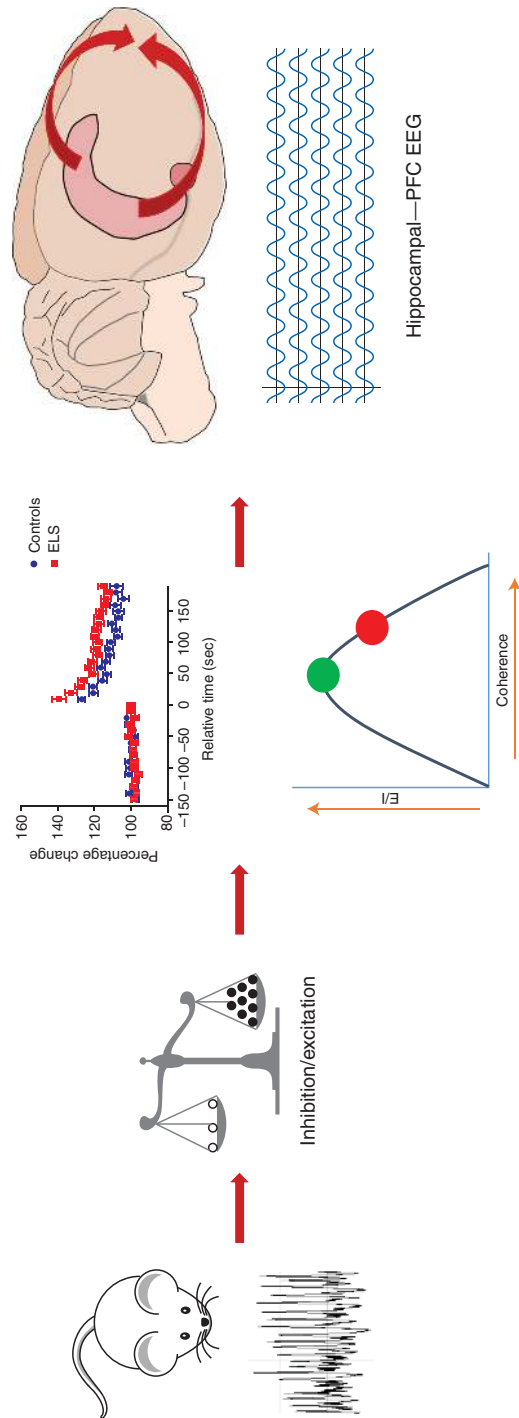 Inhibition/excitation
Percentage change
160
140
120
100
80
−150
−100
−50
0
50
100
150
Relative time (sec)
Controls
ELS
E/I
Coherence
Hippocampal—PFC EEG